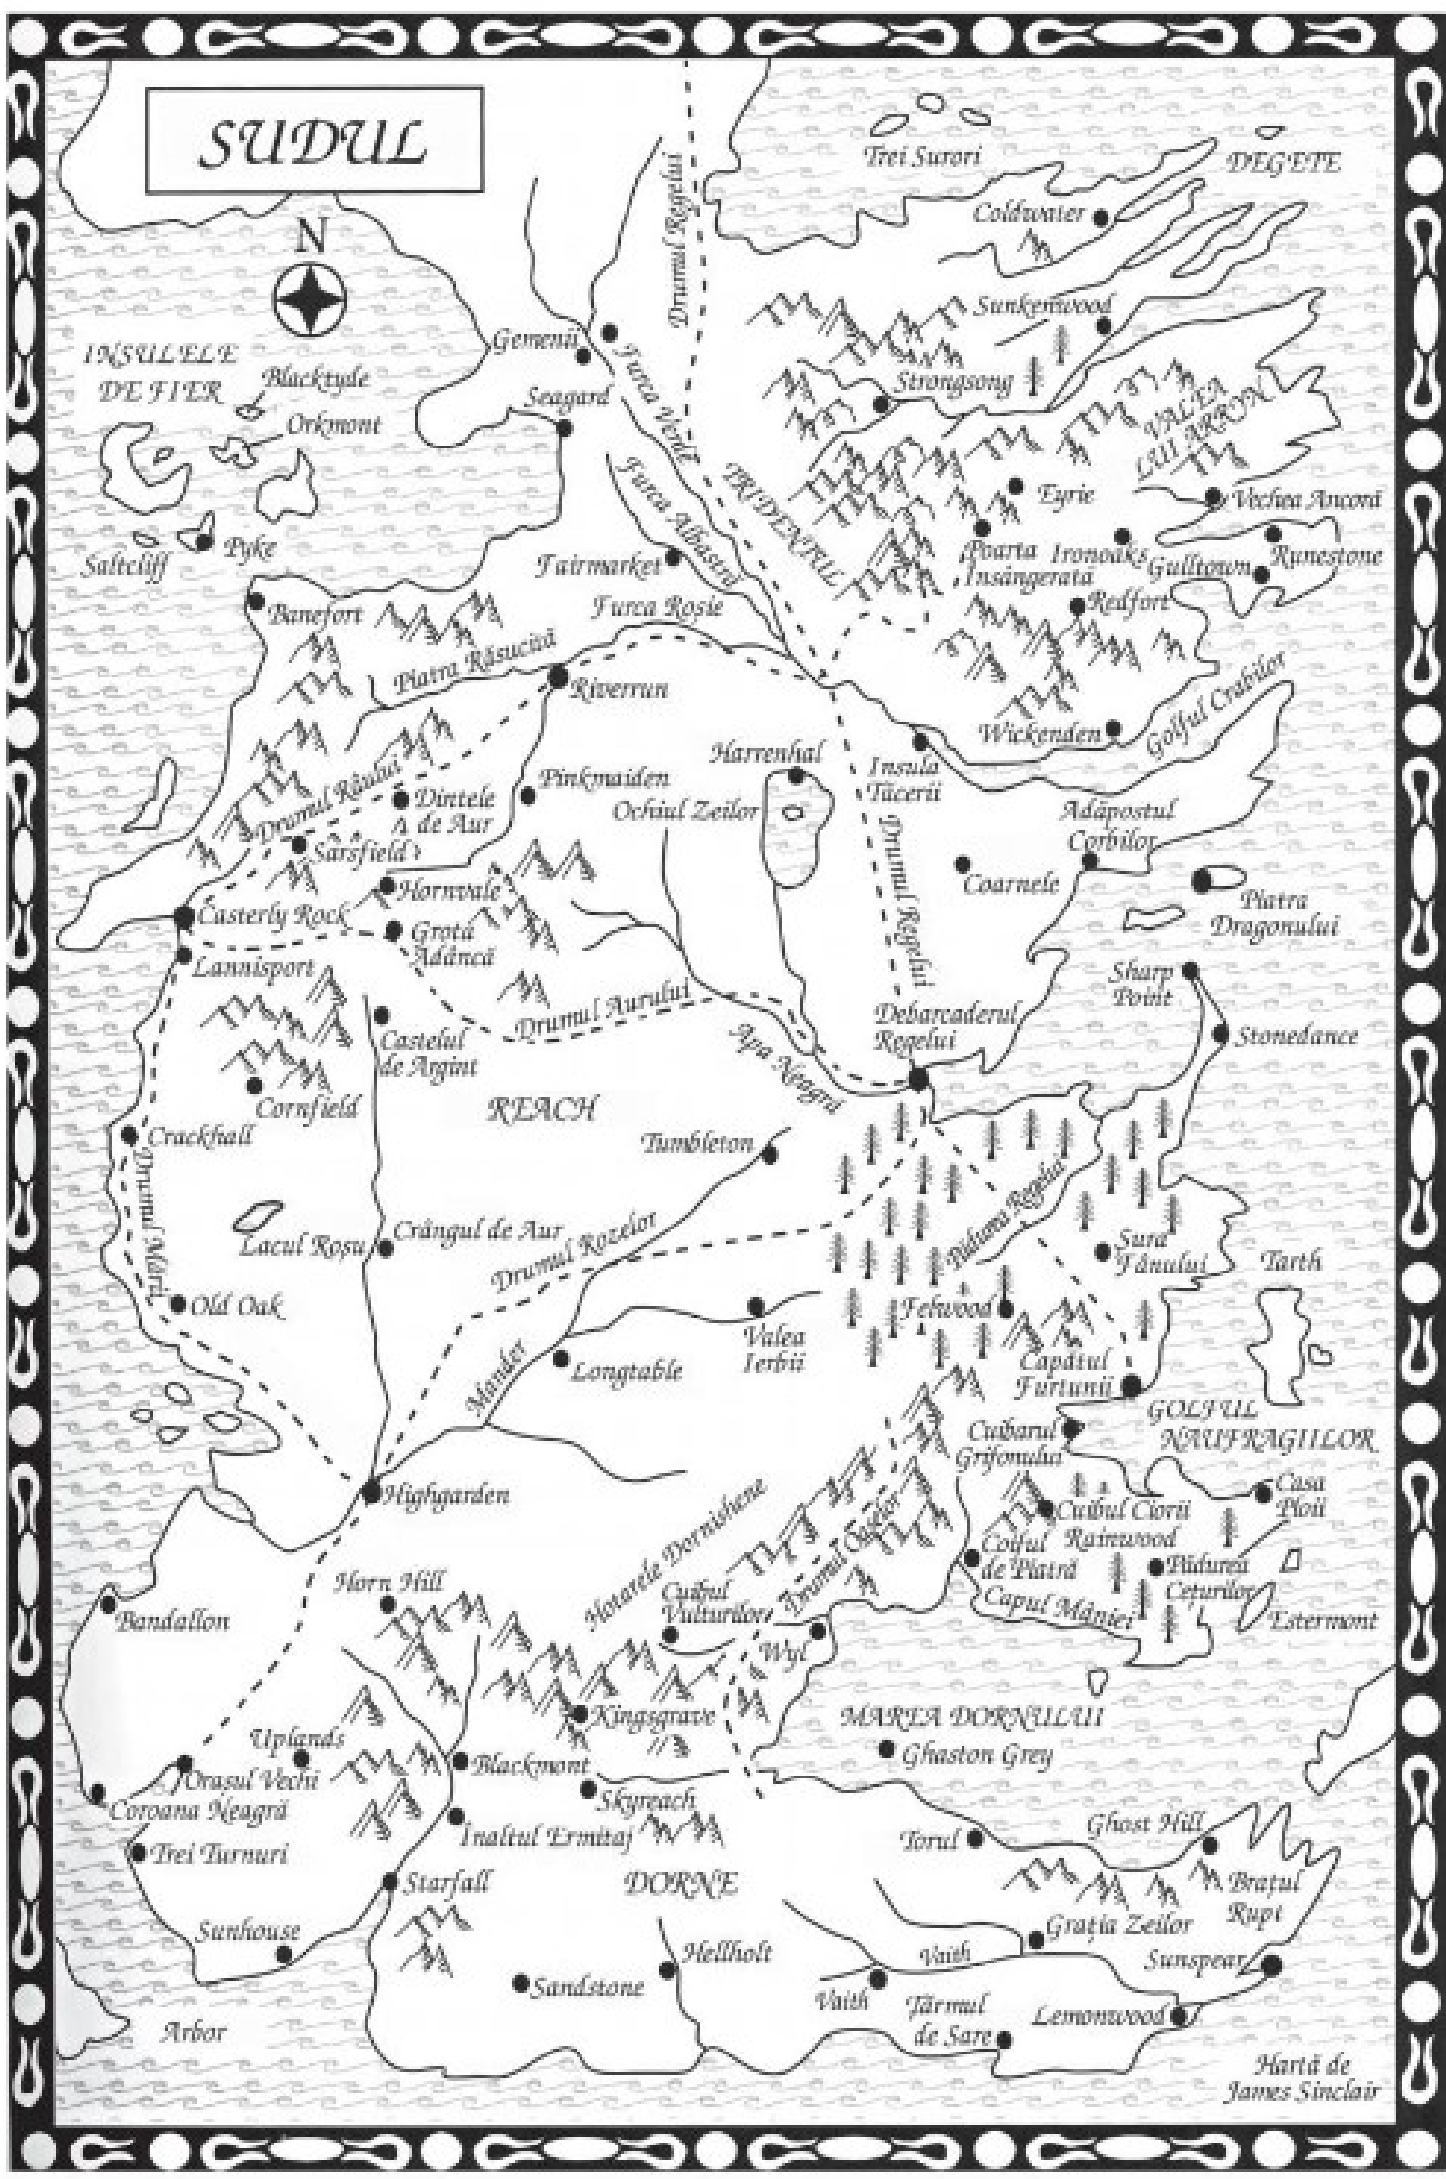 SUDUL
N
Trei Surori
DEGETE
Drumul Regelui
Coldwater
Sunkenwood
Gemenii
INSULELE
DE FIER
Blacktyde
Orkmont
Seagard
Furca Verde
Strongsong
VALEA
LUI ARRYN
Furca Albastră
TRIDENTUL
Eyrie
Vechea Ancoră
Saltcliff
Pyke
Fairmarket
Poarta
Însângerată
Ironoaks
Gulltown
Runestone
Banefort
Furca Roșie
Redfort
Piatra Răsucită
Riverrun
Wickenden
Golful Crabilor
Harrenhal
Insula
Tăcerii
Drumul Râului
Dintele
de Aur
Pinkmaiden
Ochiul Zeilor
Adăpostul
Corbilor
Sarsfield
Drumul Regelui
Hornvale
Coarnele
Casterly Rock
Grota
Adâncă
Piatra
Dragonului
Lannisport
Sharp
Point
Drumul Aurului
Castelul
de Argint
Apa Neagră
Debarcaderul
Regelui
Stonedance
Cornfield
REACH
Crackhall
Tumbleton
Drumul Mării
Pădurea Regelui
Lacul Roșu
Crângul de Aur
Drumul Rozelor
Sura
Fânului
Tarth
Old Oak
Felwood
Valea
Ierbii
Mander
Longtable
Capătul
Furtunii
GOLFUL
NAUFRAGIILOR
Cuibarul
Grifonului
Highgarden
Casa
Ploii
Cuibul Ciorii
Rainwood
Hotarele Dornishene
Drumul Oaselor
Coiful
de Piatră
Pădurea
Cețurilor
Horn Hill
Cuibul
Vulturilor
Capul Mâniei
Bandallon
Estermont
Wyl
Kingsgrave
MAREA DORNULUI
Uplands
Ghaston Grey
Orașul Vechi
Blackmont
Coroana Neagră
Skyreach
Înaltul Ermitaj
Torul
Ghost Hill
Trei Turnuri
Starfall
DORNE
Brațul
Rupt
Sunhouse
Hellholt
Grația Zeilor
Vaith
Sunspear
Sandstone
Vaith
Țărmul
de Sare
Lemonwood
Arbor
Hartă de
James Sinclair